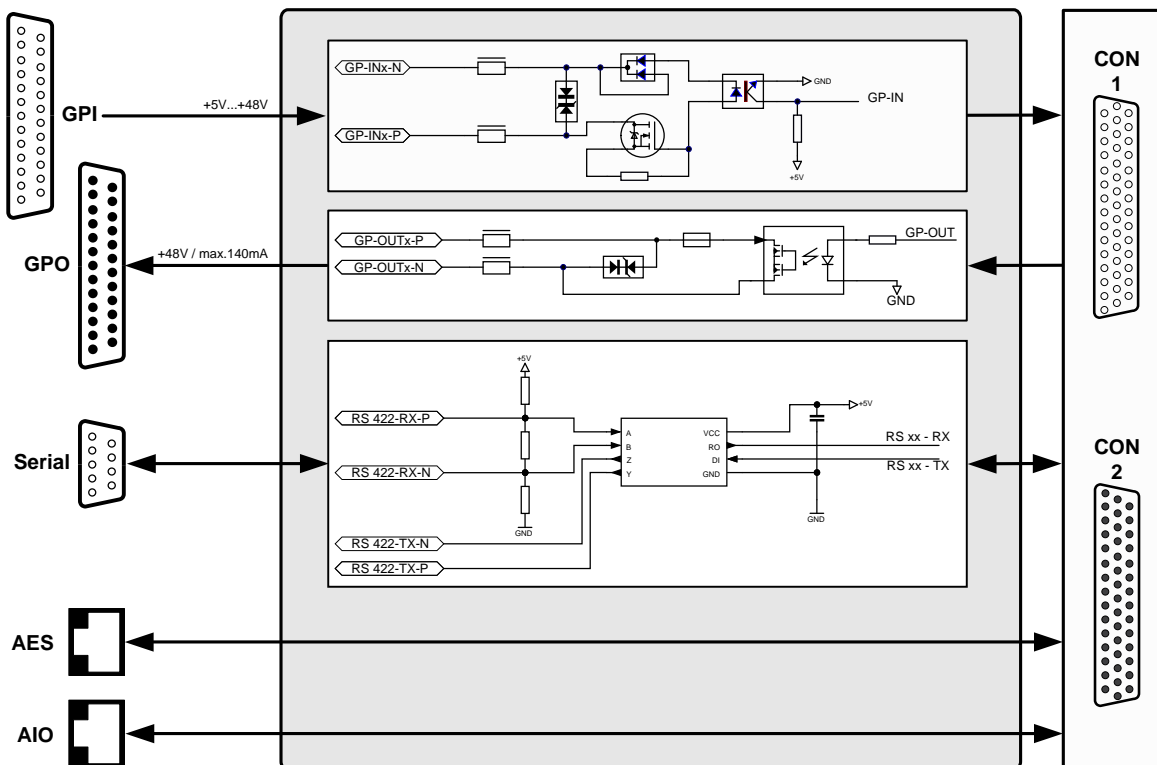 GPI
+5V...+48V
GP-INx-N
GP-INx-P
GND
GP-IN
+5V
CON
1
GPO
+48V / max.140mA
GP-OUTx-P
GP-OUTx-N
GP-OUT
GND
Serial
+5V
RS 422-RX-P
RS 422-RX-N
GND
RS 422-TX-N
RS 422-TX-P
A
B
Z
Y
VCC
RO
DI
GND
+5V
GND
RS xx - RX
RS xx - TX
CON
2
AES
AIO